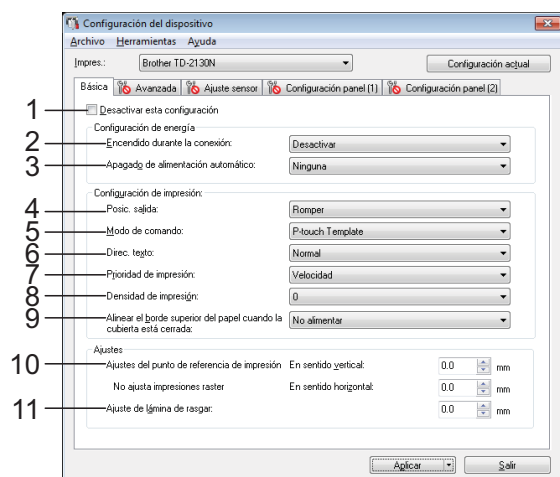 Configuración del dispositivo
Archivo Herramientas Ayuda
Impres.: Brother TD-2130N Configuración actual
Básica Avanzada Ajuste sensor Configuración panel (1) Configuración panel (2)
1 Desactivar esta configuración
Configuración de energía
2 Encendido durante la conexión: Desactivar
3 Apagado de alimentación automático: Ninguna
Configuración de impresión:
4 Posic. salida: Romper
5 Modo de comando: P-touch Template
6 Direc. texto: Normal
7 Prioridad de impresión: Velocidad
8 Densidad de impresión: 0
9 Alinear el borde superior del papel cuando la cubierta está cerrada: No alimentar
Ajustes
10 Ajustes del punto de referencia de impresión En sentido vertical: 0.0 mm
No ajusta impresiones raster En sentido horizontal: 0.0 mm
11 Ajuste de lámina de rasgar: 0.0 mm
Aplicar Salir